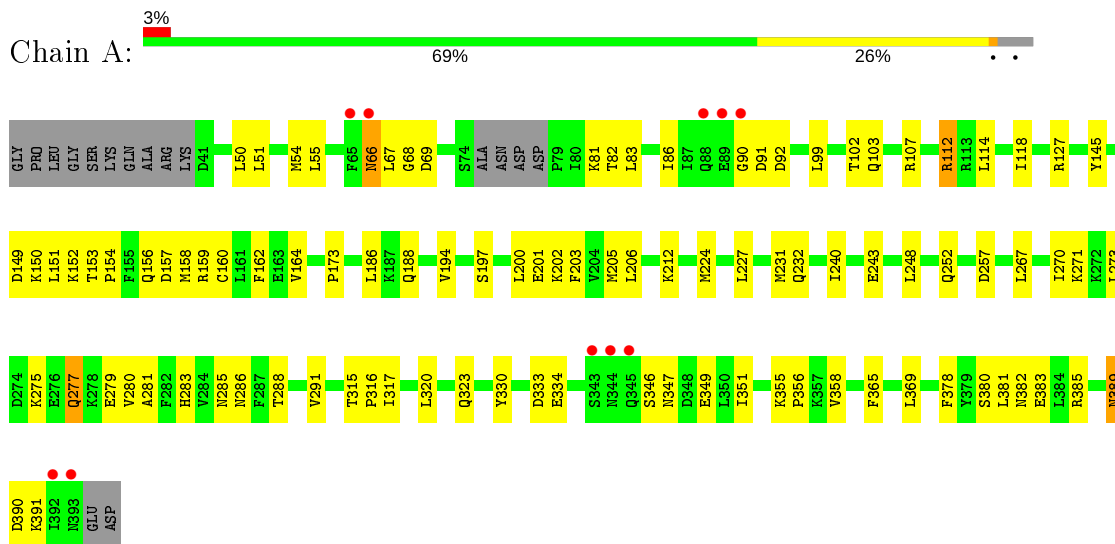 3%
Chain A:
69% 26% • •
GLY PRO LEU GLY SER LYS GLN ALA ARG LYS D41 L50 L51 M54 L55 F65 N66 L67 G68 D69 S74 ALA ASN ASP ASP P79 I80 K81 T82 L83 I86 I87 Q88 E89 G90 D91 D92 L99 T102 Q103 R107 R112 R113 L114 I118 R127 Y145
D149 K150 L151 K152 T153 P154 F155 Q156 D157 M158 R159 C160 L161 F162 E163 V164 P173 L186 K187 Q188 V194 S197 L200 E201 K202 F203 V204 M205 L206 K212 M224 L227 M231 Q232 I240 E243 L248 Q252 D257 L267 I270 K271 K272 L273
D274 K275 E276 Q277 K278 E279 V280 A281 F282 H283 V284 N285 N286 F287 T288 V291 T315 P316 I317 L320 Q323 Y330 D333 E334 S343 N344 Q345 S346 N347 D348 E349 L350 I351 K355 P356 K357 V358 F365 L369 F378 Y379 S380 L381 N382 E383 L384 R385 N389
D390 K391 I392 N393 GLU ASP